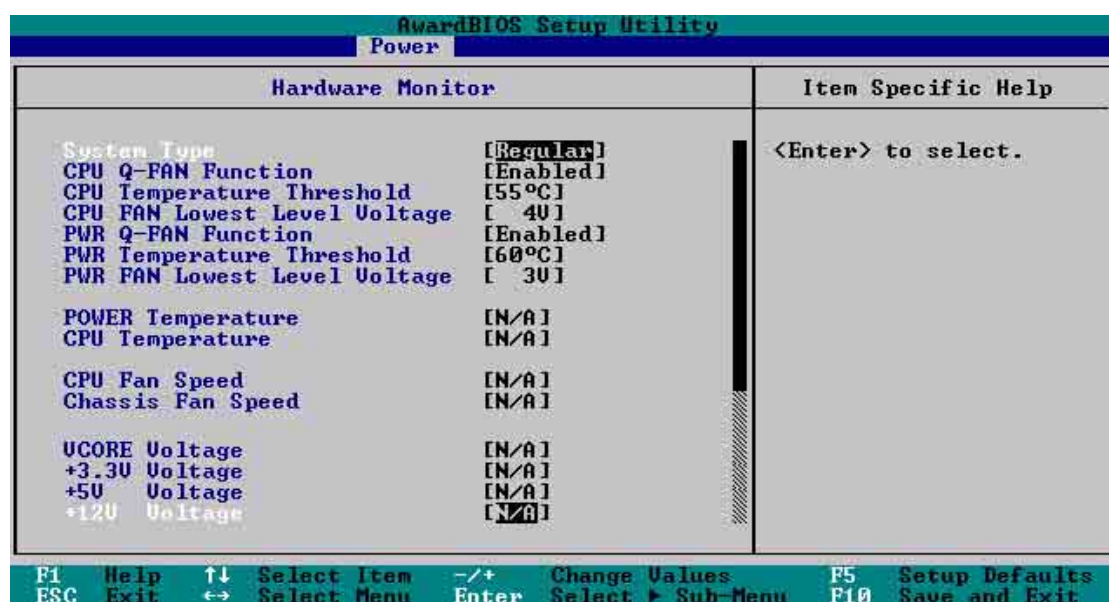 AwardBIOS Setup Utility
Power
Hardware Monitor
Item Specific Help
System Type [Regular]
CPU Q-FAN Function [Enabled]
CPU Temperature Threshold [55ºC]
CPU FAN Lowest Level Voltage [ 4V]
PWR Q-FAN Function [Enabled]
PWR Temperature Threshold [60ºC]
PWR FAN Lowest Level Voltage [ 3V]
POWER Temperature [N/A]
CPU Temperature [N/A]
CPU Fan Speed [N/A]
Chassis Fan Speed [N/A]
VCORE Voltage [N/A]
+3.3V Voltage [N/A]
+5V Voltage [N/A]
+12V Voltage [N/A]
<Enter> to select.
F1 Help ↑↓ Select Item -/+ Change Values F5 Setup Defaults
ESC Exit ↔ Select Menu Enter Select ▶ Sub-Menu F10 Save and Exit